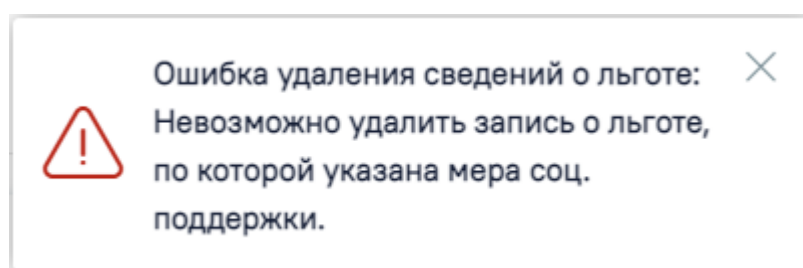 Ошибка удаления сведений о льготе:
Невозможно удалить запись о льготе,
по которой указана мера соц.
поддержки.